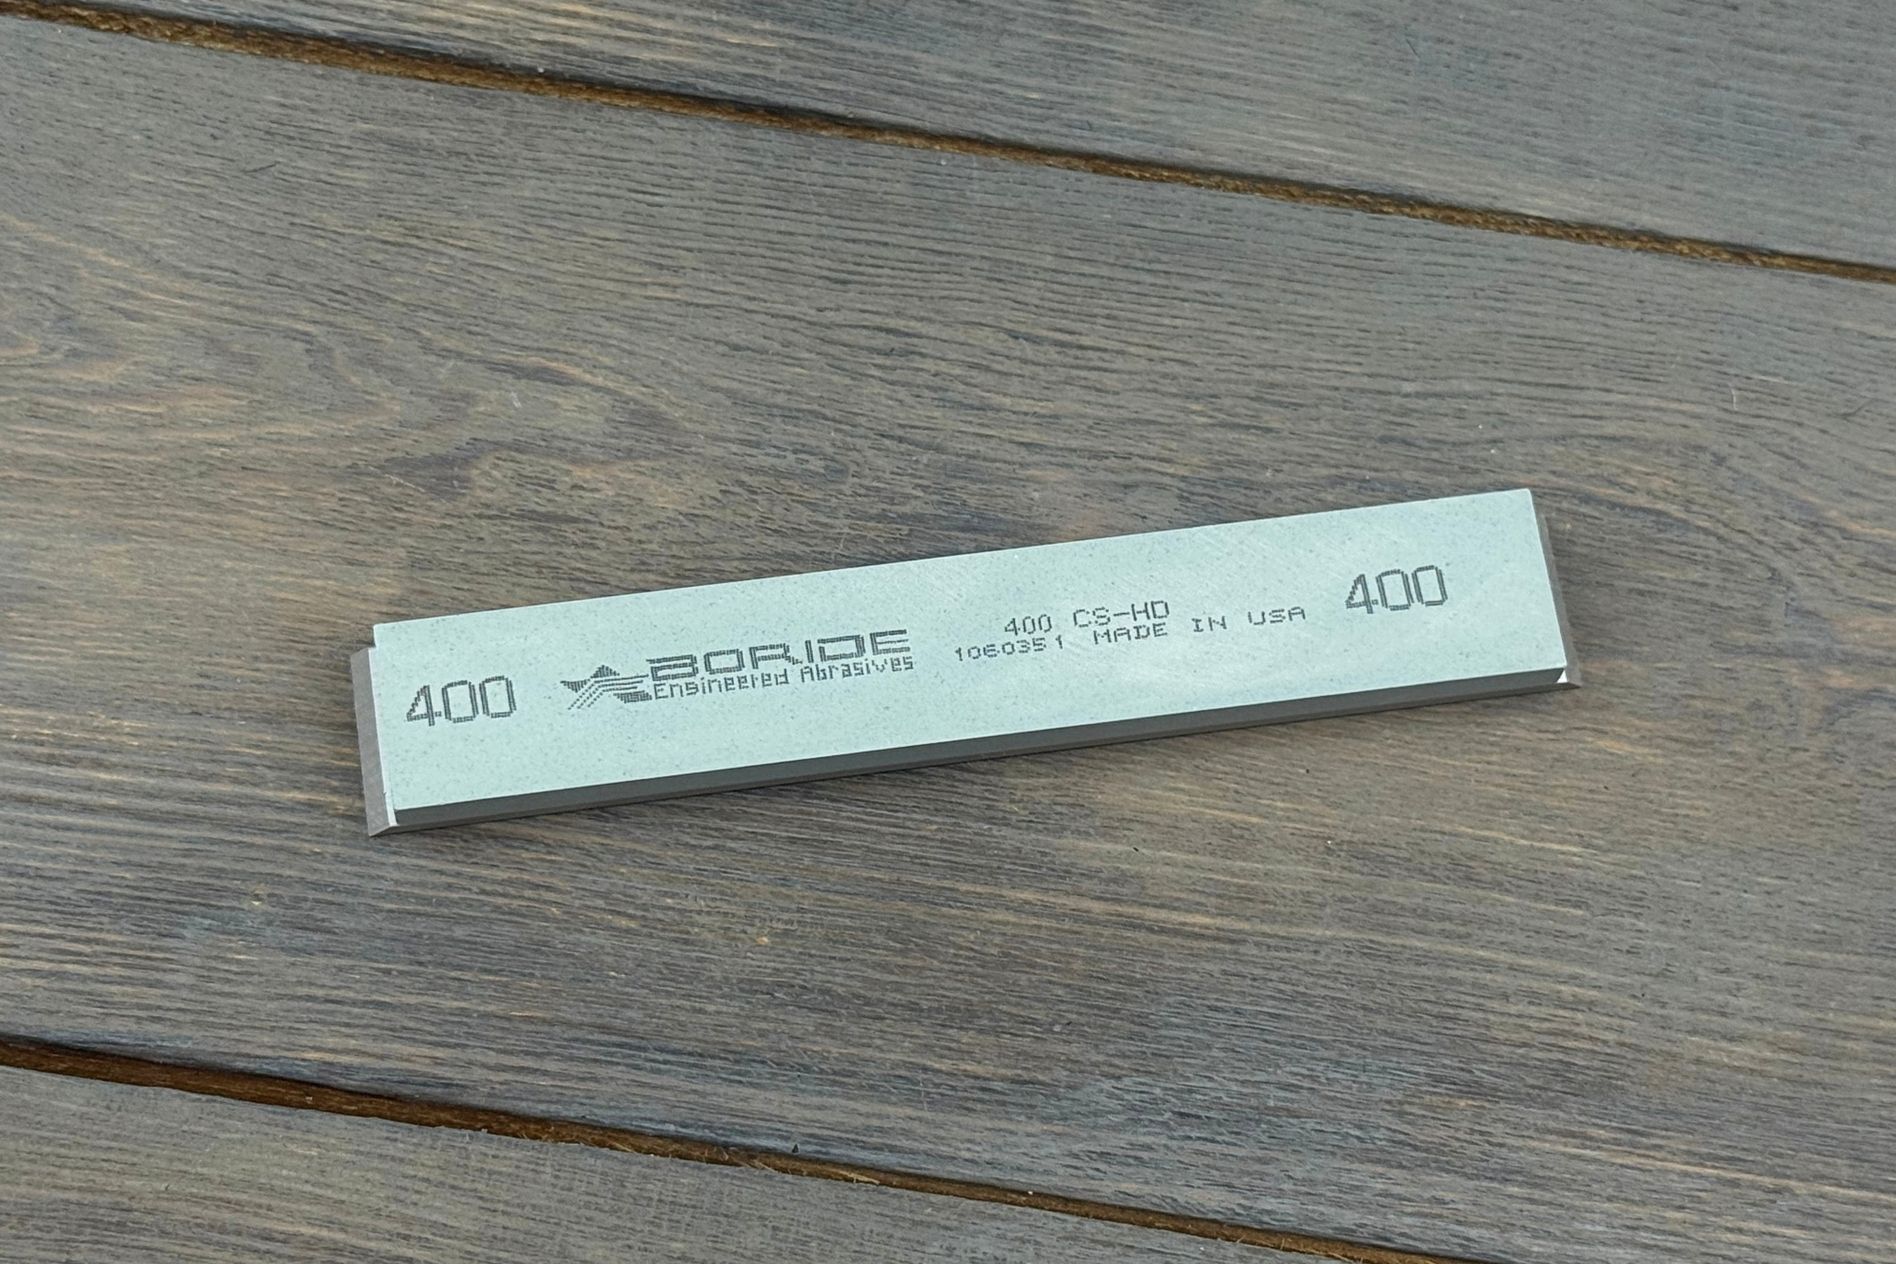 400
BORIDE
Engineered Abrasives
400 CS-HD
1060351 MADE IN USA
400